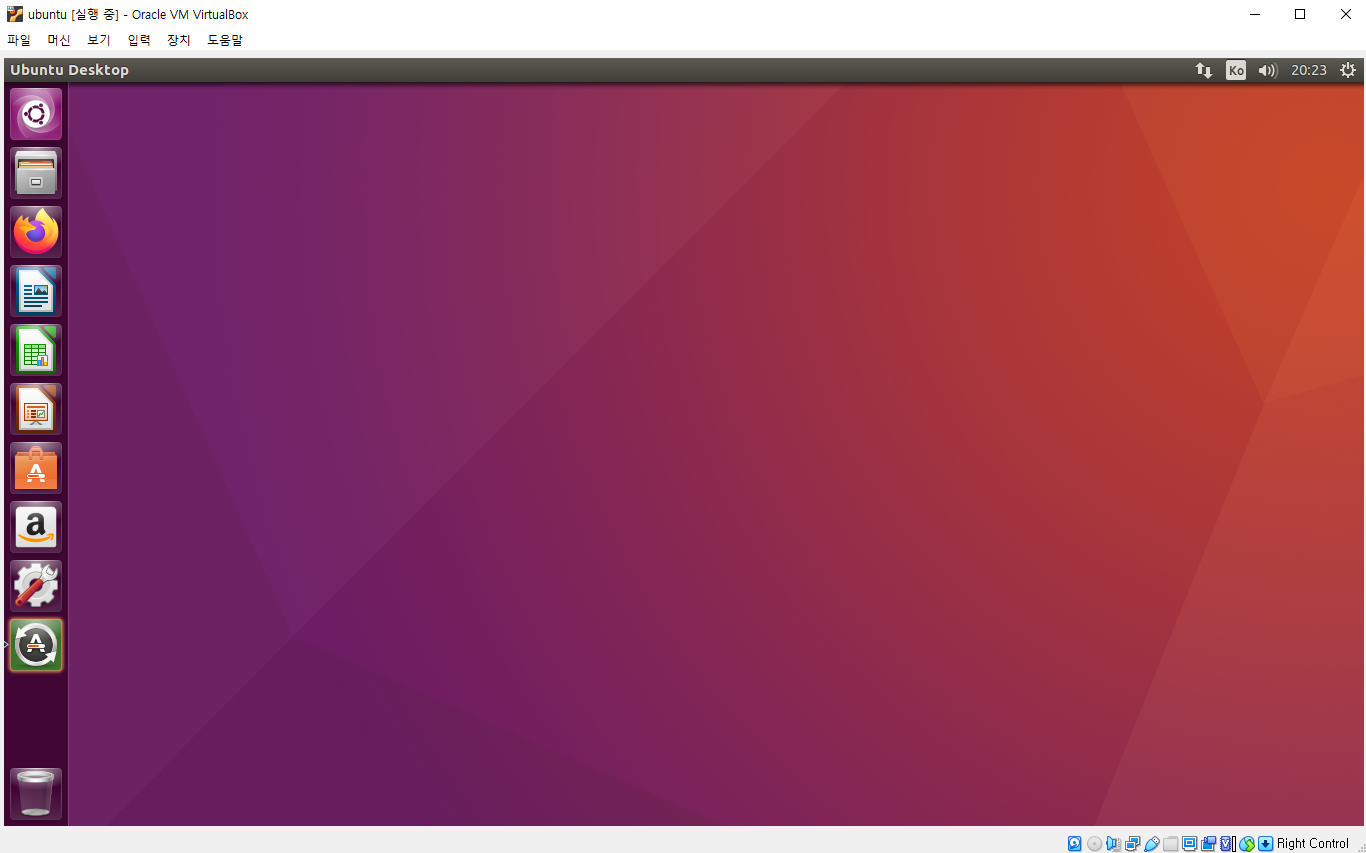 ubuntu [실행 중] - Oracle VM VirtualBox
파일 머신 보기 입력 장치 도움말
Ubuntu Desktop Ko 20:23
a
Right Control